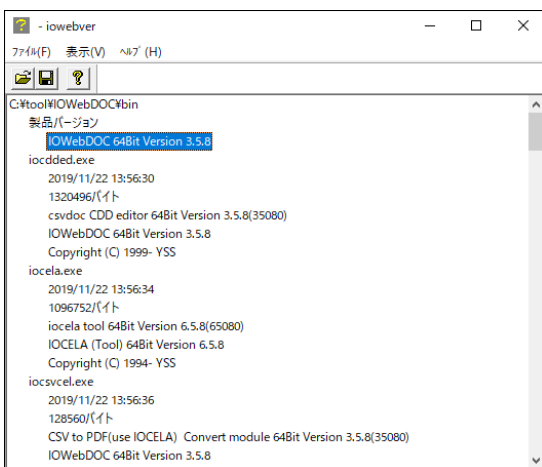 - iowebver
ﾌｧｲﾙ(F) 表示(V) ﾍﾙﾌﾟ(H)
C:¥tool¥IOWebDOC¥bin
製品バージョン
IOWebDOC 64Bit Version 3.5.8
iocdded.exe
2019/11/22 13:56:30
1320496バイト
csvdoc CDD editor 64Bit Version 3.5.8(35080)
IOWebDOC 64Bit Version 3.5.8
Copyright (C) 1999- YSS
iocela.exe
2019/11/22 13:56:34
1096752バイト
iocela tool 64Bit Version 6.5.8(65080)
IOCELA (Tool) 64Bit Version 6.5.8
Copyright (C) 1994- YSS
iocsvcel.exe
2019/11/22 13:56:36
128560バイト
CSV to PDF(use IOCELA) Convert module 64Bit Version 3.5.8(35080)
IOWebDOC 64Bit Version 3.5.8